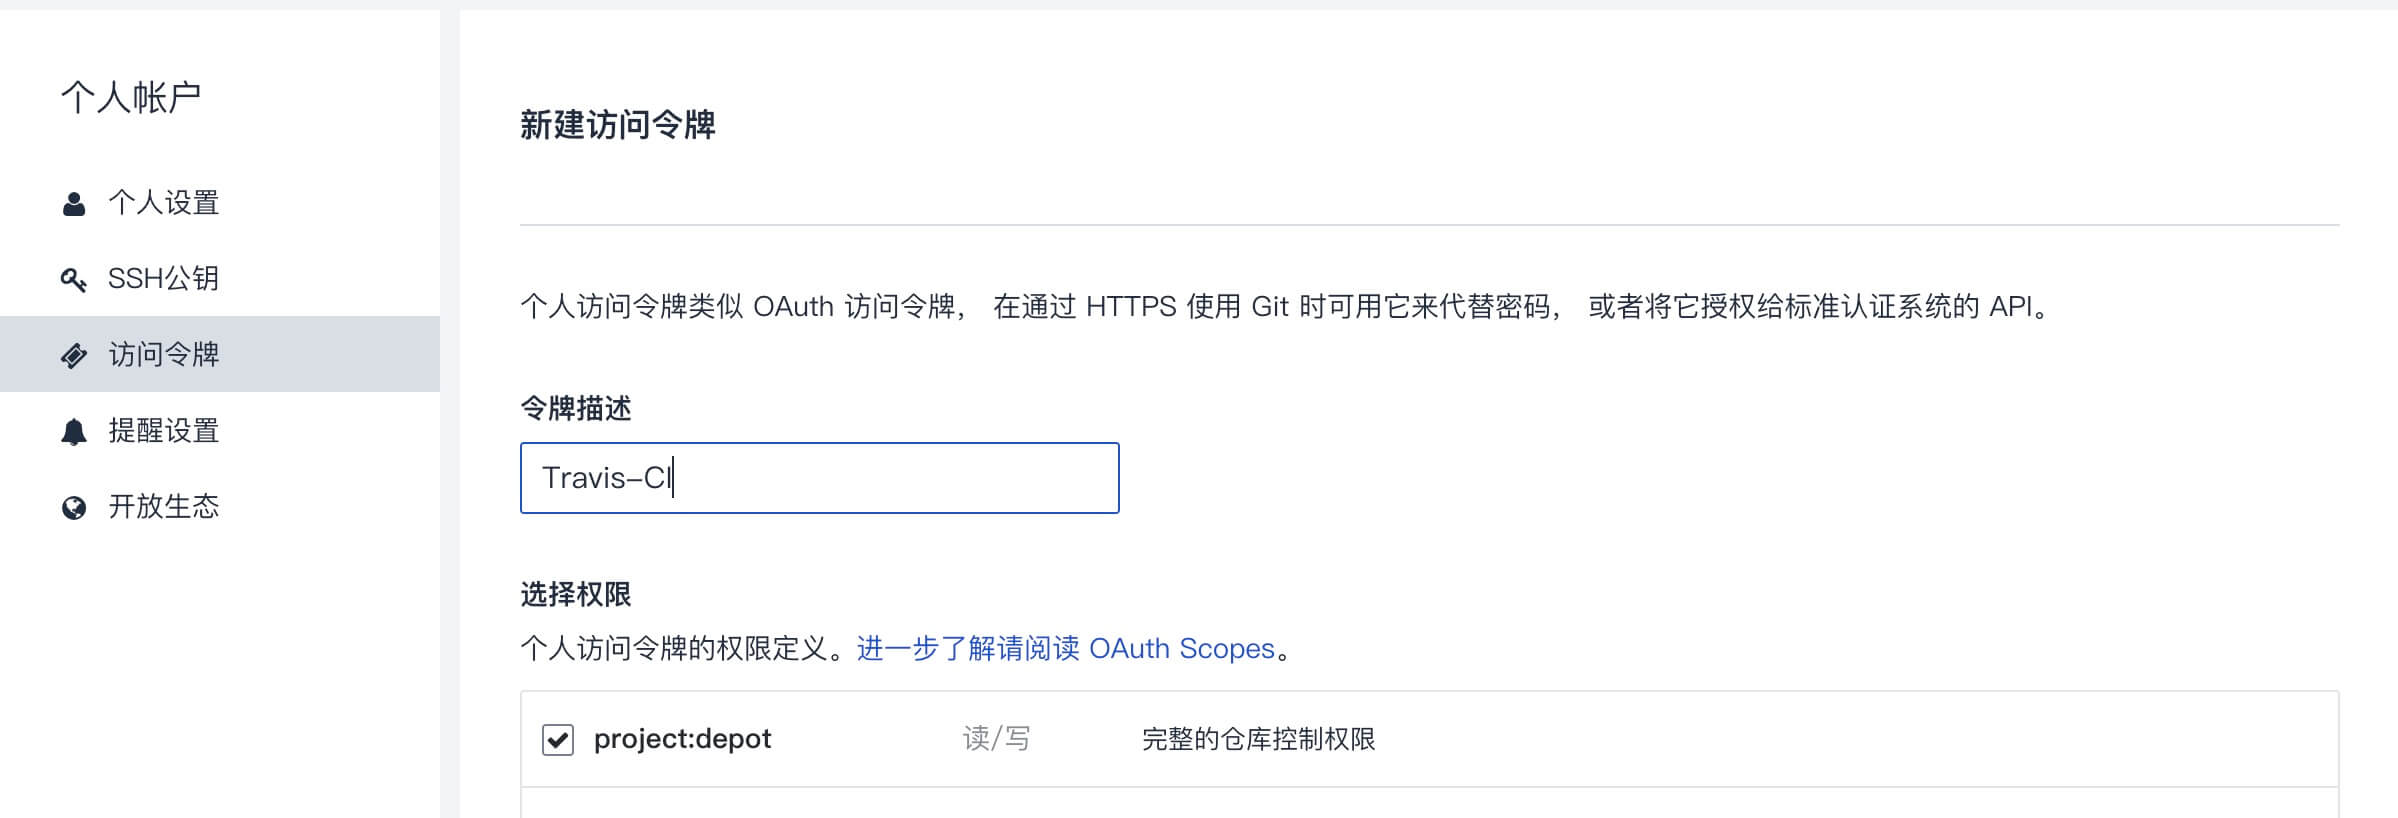 个人帐户
个人设置
SSH公钥
访问令牌
提醒设置
开放生态
新建访问令牌
个人访问令牌类似 OAuth 访问令牌， 在通过 HTTPS 使用 Git 时可用它来代替密码， 或者将它授权给标准认证系统的 API。
令牌描述
Travis-CI
选择权限
个人访问令牌的权限定义。进一步了解请阅读 OAuth Scopes。
project:depot 读/写 完整的仓库控制权限